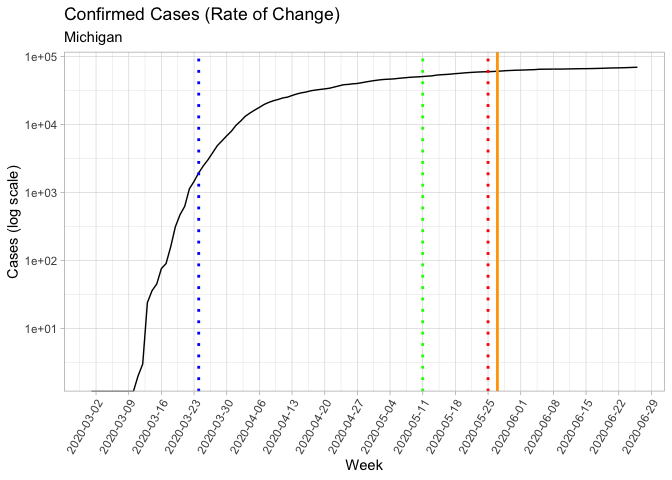 Confirmed Cases (Rate of Change)
Michigan
1e+05
1e+04
1e+03
1e+02
1e+01
Cases (log scale)
2020-03-02
2020-03-09
2020-03-16
2020-03-23
2020-03-30
2020-04-06
2020-04-13
2020-04-20
2020-04-27
2020-05-04
2020-05-11
2020-05-18
2020-05-25
2020-06-01
2020-06-08
2020-06-15
2020-06-22
2020-06-29
Week